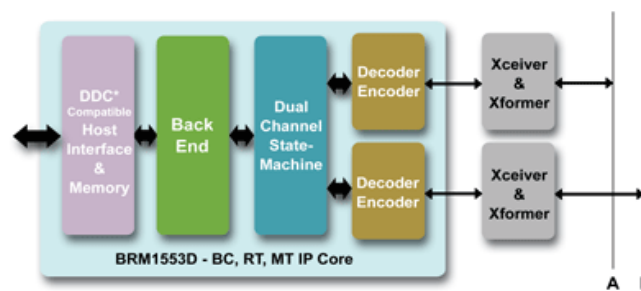 DDC*
Compatible
Host
Interface
&
Memory
Back
End
Dual
Channel
State-
Machine
Decoder
Encoder
Decoder
Encoder
Xceiver
&
Xformer
Xceiver
&
Xformer
BRM1553D - BC, RT, MT IP Core
A